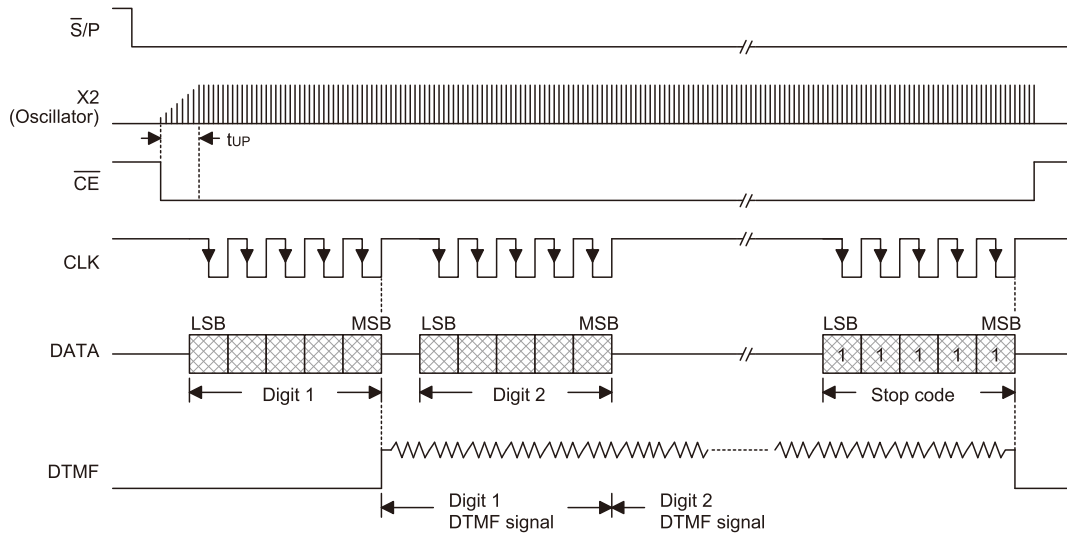 S̅/P
X2
(Oscillator)
tUP
C̅E̅
CLK
LSB MSB LSB MSB LSB MSB
DATA
1 1 1 1 1
Digit 1 Digit 2 Stop code
DTMF
Digit 1 Digit 2
DTMF signal DTMF signal